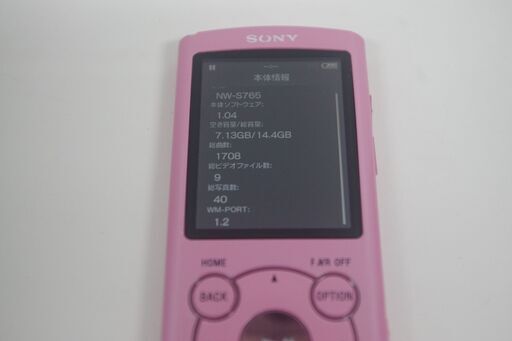 SONY
本体情報
NW-S765
本体ソフトウェア:
1.04
空き容量/総容量:
7.13GB/14.4GB
総曲数:
1708
総ビデオファイル数:
9
総写真数:
40
WM-PORT:
1.2
HOME
BACK
OPTION